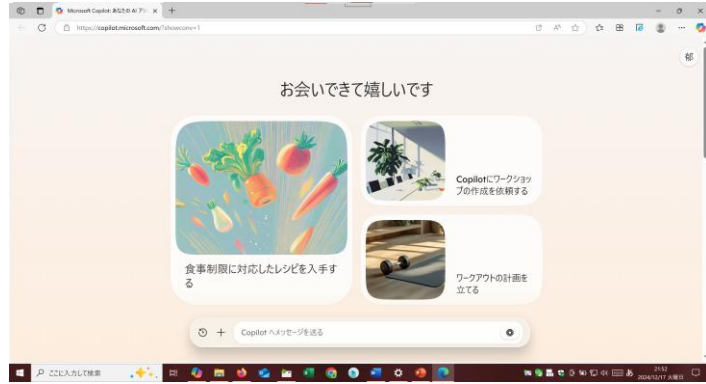 Microsoft Copilot: あなたの AI アシ
https://copilot.microsoft.com/?showconv=1
郁
お会いできて嬉しいです
Copilotにワークショッ
プの作成を依頼する
食事制限に対応したレシピを入手す
る
ワークアウトの計画を
立てる
Copilot へメッセージを送る
ここに入力して検索
あ
21:52
2024/12/17 火曜日